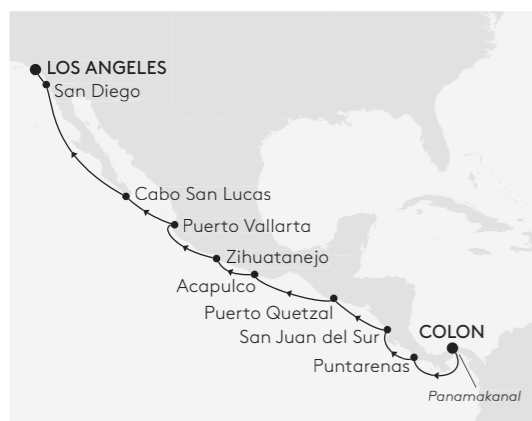 LOS ANGELES
San Diego
Cabo San Lucas
Puerto Vallarta
Zihuatanejo
Acapulco
Puerto Quetzal
San Juan del Sur
COLON
Puntarenas
Panamakanal